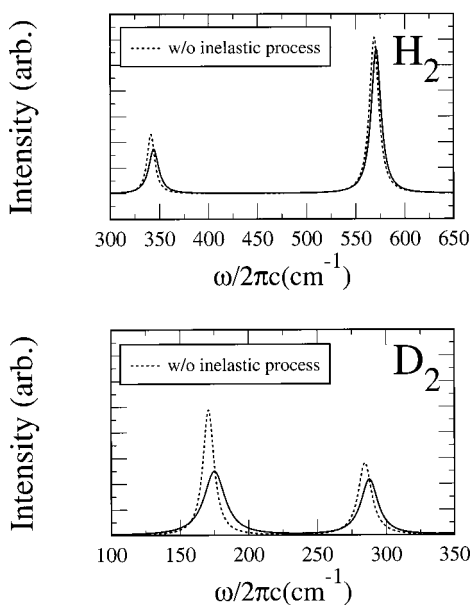 Intensity (arb.)
w/o inelastic process
H2
300 350 400 450 500 550 600 650
ω/2πc(cm-1)
Intensity (arb.)
w/o inelastic process
D2
100 150 200 250 300 350
ω/2πc(cm-1)